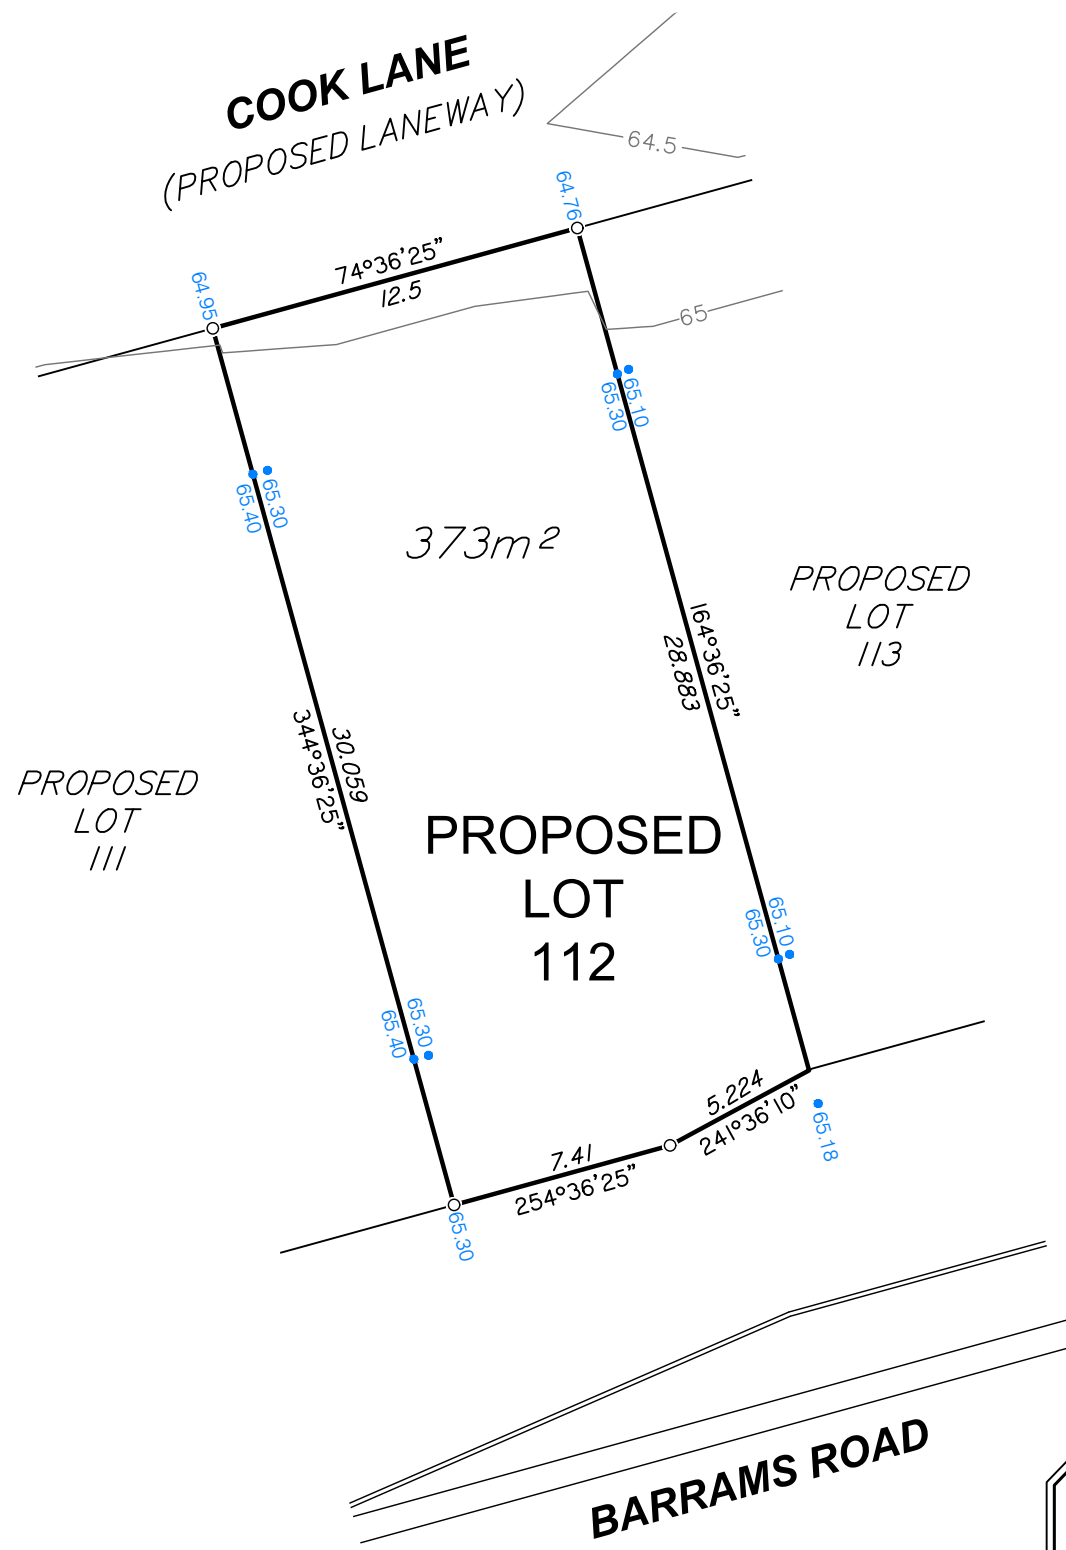 COOK LANE
(PROPOSED LANEWAY)
64.5
64.76
74°36'25"
12.5
64.95
65
65.10
65.30
65.30
65.40
373m²
PROPOSED
LOT
113
164°36'25"
28.883
30.059
344°36'25"
PROPOSED
LOT
111
PROPOSED
LOT
112
65.10
65.30
65.30
65.40
5.224
241°36'10"
65.18
7.41
254°36'25"
65.30
BARRAMS ROAD